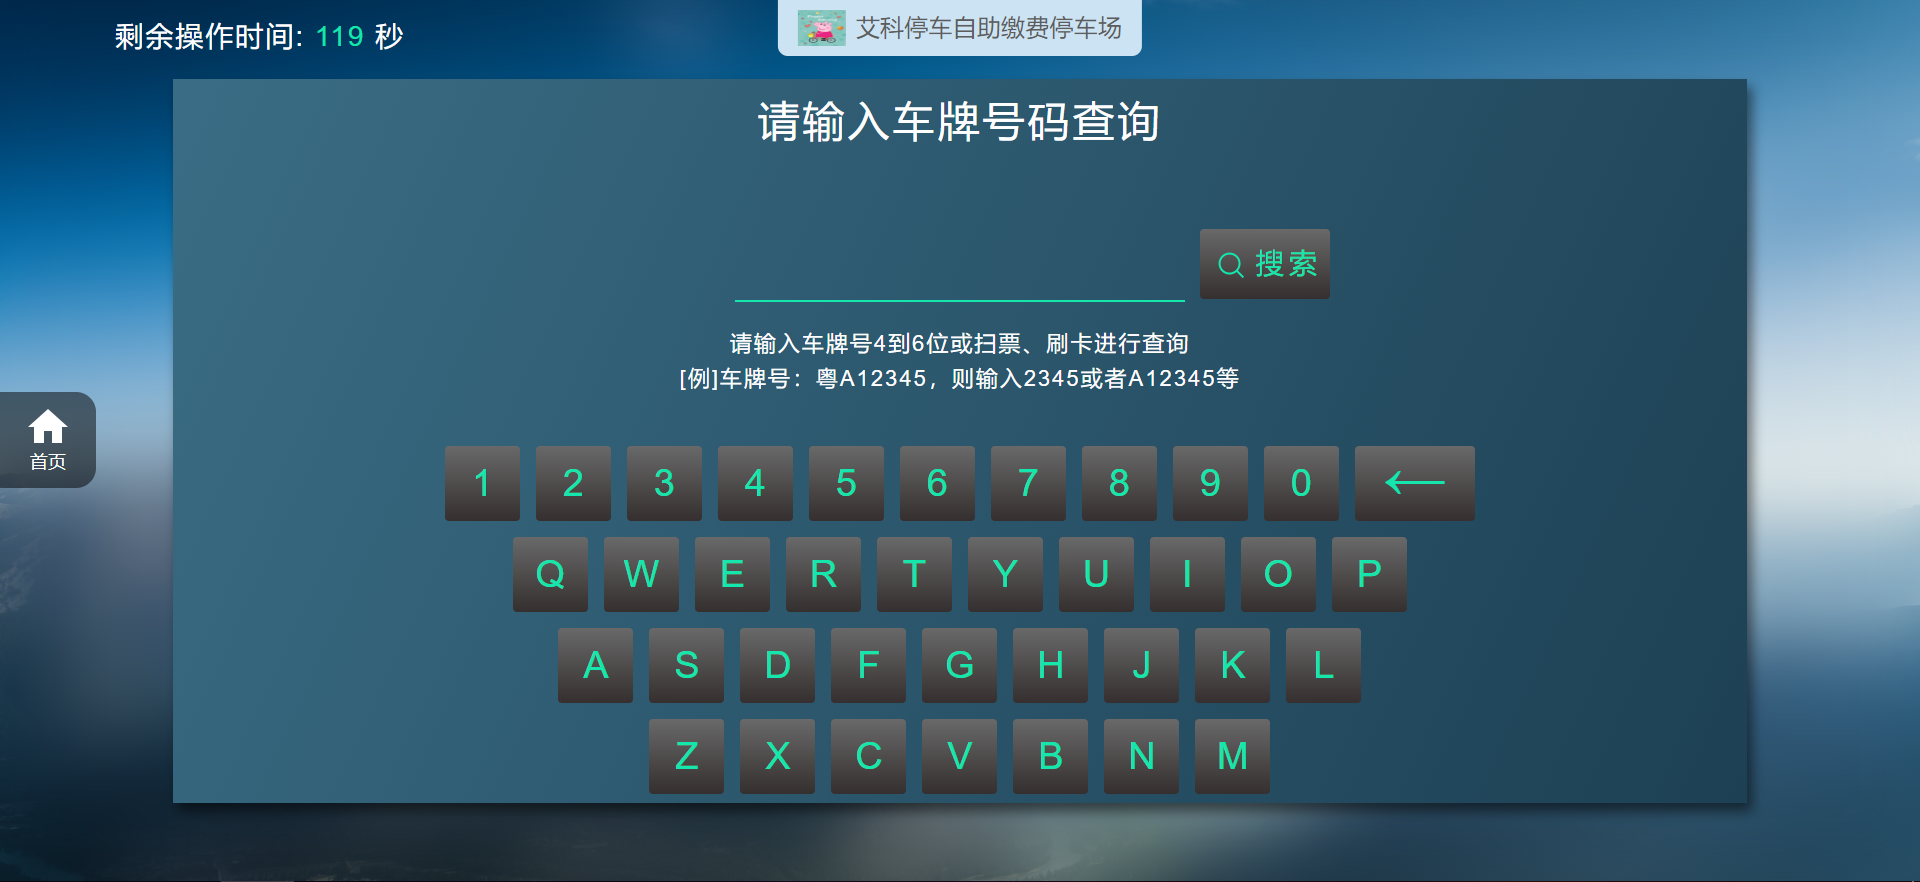 剩余操作时间: 119 秒
艾科停车自助缴费停车场
请输入车牌号码查询
搜索
请输入车牌号4到6位或扫票、刷卡进行查询
[例]车牌号：粤A12345，则输入2345或者A12345等
首页
1 2 3 4 5 6 7 8 9 0 ←
Q W E R T Y U I O P
A S D F G H J K L
Z X C V B N M